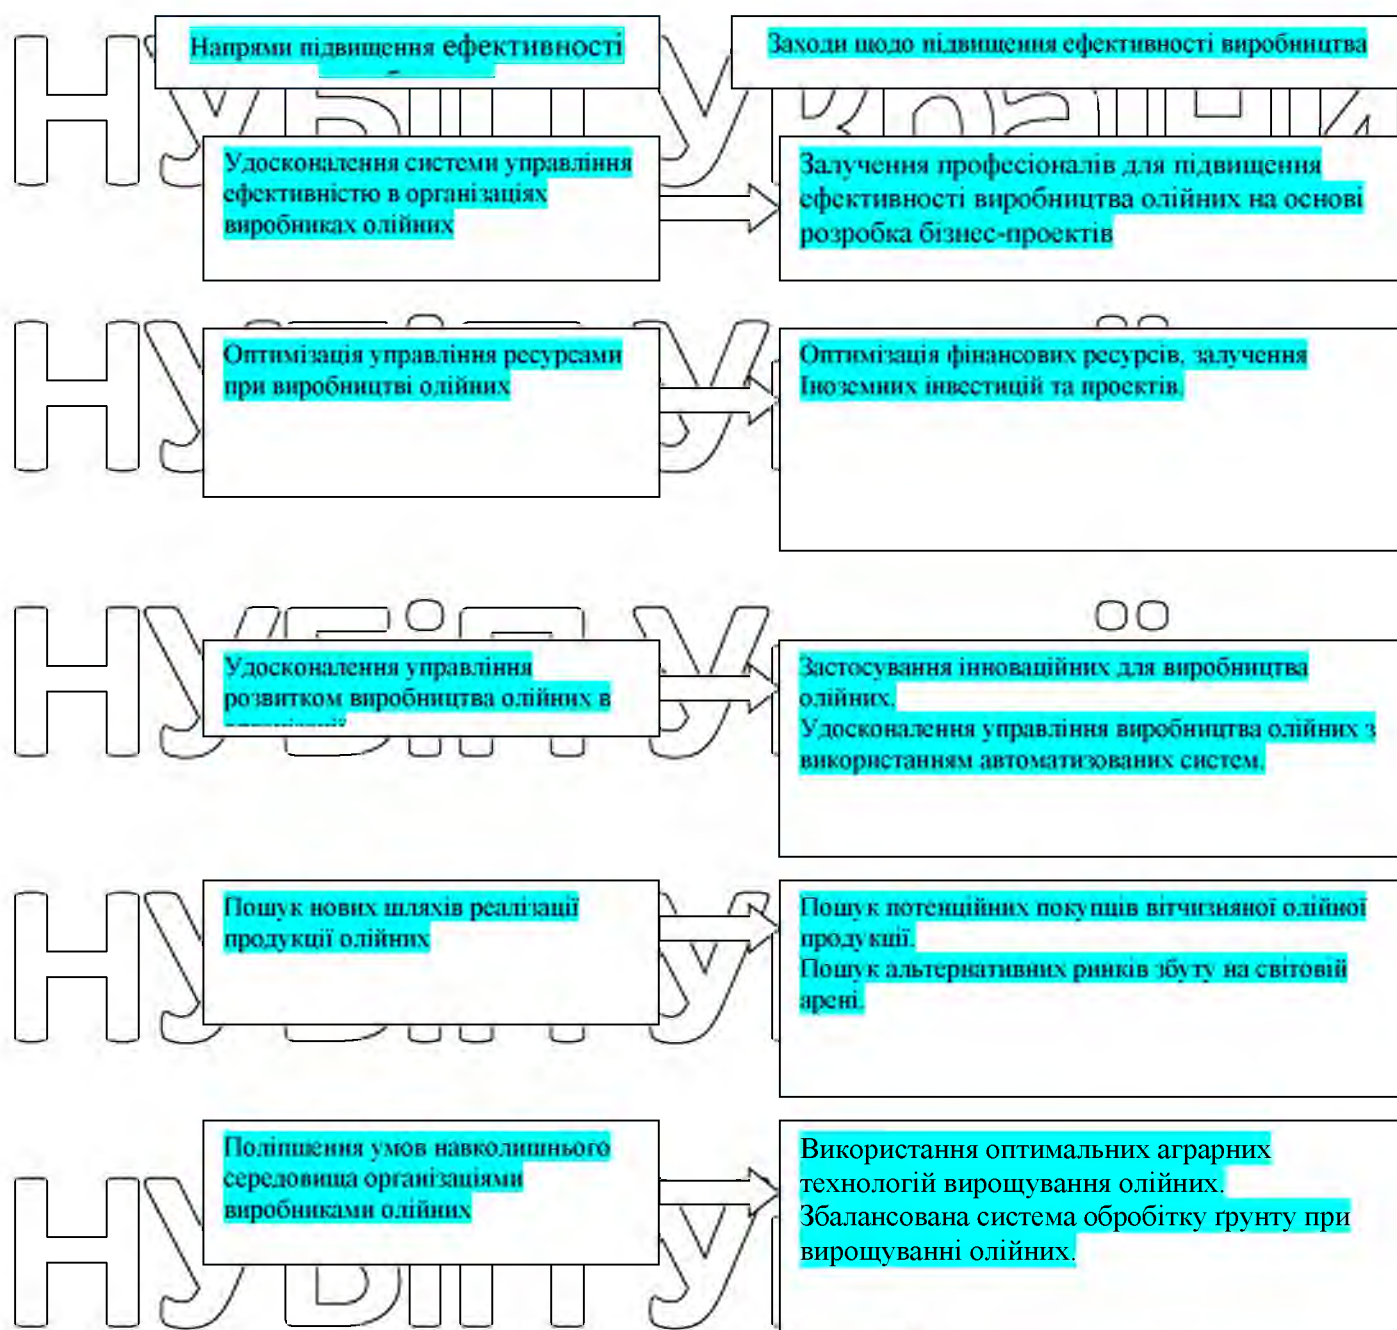 Напрями підвищення ефективності
Заходи щодо підвищення ефективності виробництва
Удосконалення системи управління
ефективністю в організаціях
виробниках олійних
Залучення професіоналів для підвищення
ефективності виробництва олійних на основі
розробка бізнес-проектів
Оптимізація управління ресурсами
при виробництві олійних
Оптимізація фінансових ресурсів, залучення
Іноземних інвестицій та проектів.
Удосконалення управління
розвитком виробництва олійних в
Застосування інноваційних для виробництва
олійних.
Удосконалення управління виробництва олійних з
використанням автоматизованих систем.
Пошук нових шляхів реалізації
продукції олійних
Пошук потенційних покупців вітчизняної олійної
продукції.
Пошук альтернативних ринків збуту на світовій
арені.
Поліпшення умов навколишнього
середовища організаціями
виробниками олійних
Використання оптимальних аграрних
технологій вирощування олійних.
Збалансована система обробітку ґрунту при
вирощуванні олійних.